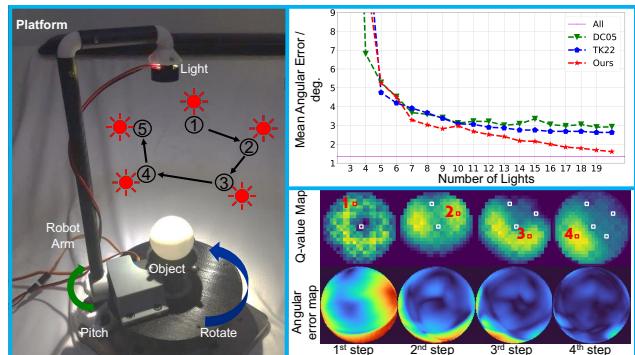 Platform
Light
①
②
③
④
⑤
Robot
Arm
Object
Pitch
Rotate
Mean Angular Error /
deg.
9
8
7
6
5
4
3
2
1
All
DC05
TK22
Ours
3 4 5 6 7 8 9 10 11 12 13 14 15 16 17 18 19
Number of Lights
Q-value Map
1
2
3
4
Angular
error map
1st step
2nd step
3rd step
4th step